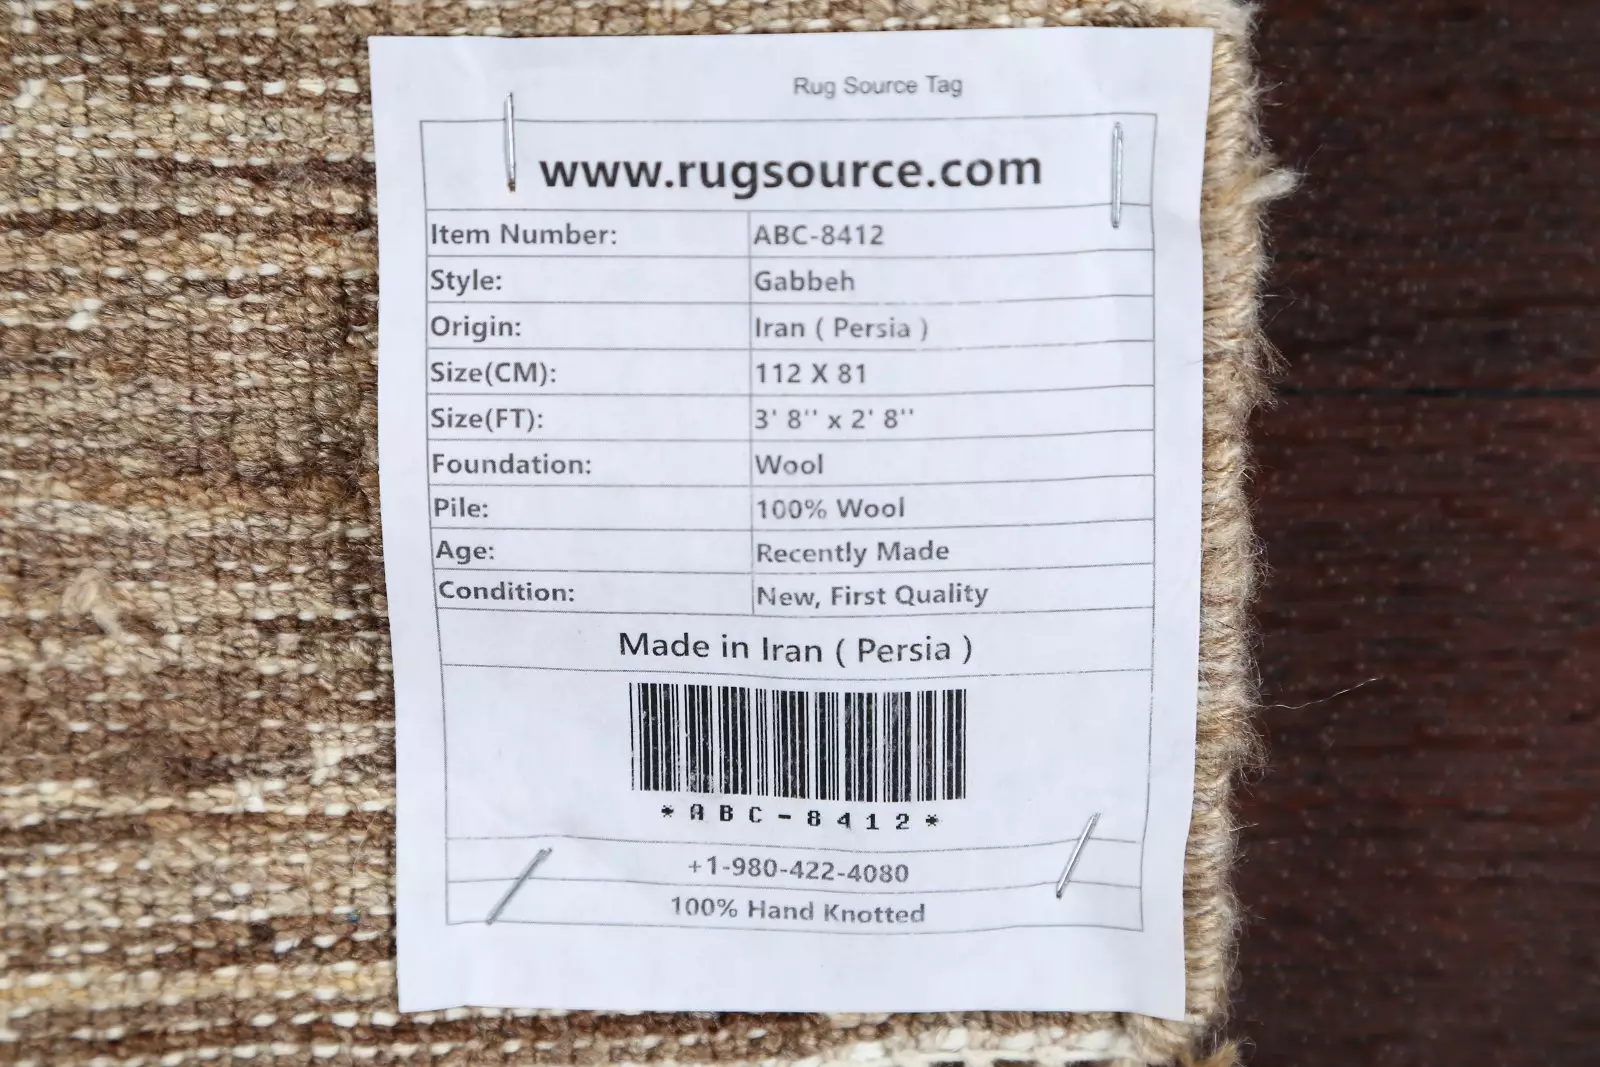 Rug Source Tag
www.rugsource.com
Item Number: ABC-8412
Style: Gabbeh
Origin: Iran ( Persia )
Size(CM): 112 X 81
Size(FT): 3' 8'' x 2' 8''
Foundation: Wool
Pile: 100% Wool
Age: Recently Made
Condition: New, First Quality
Made in Iran ( Persia )
*ABC-8412*
+1-980-422-4080
100% Hand Knotted